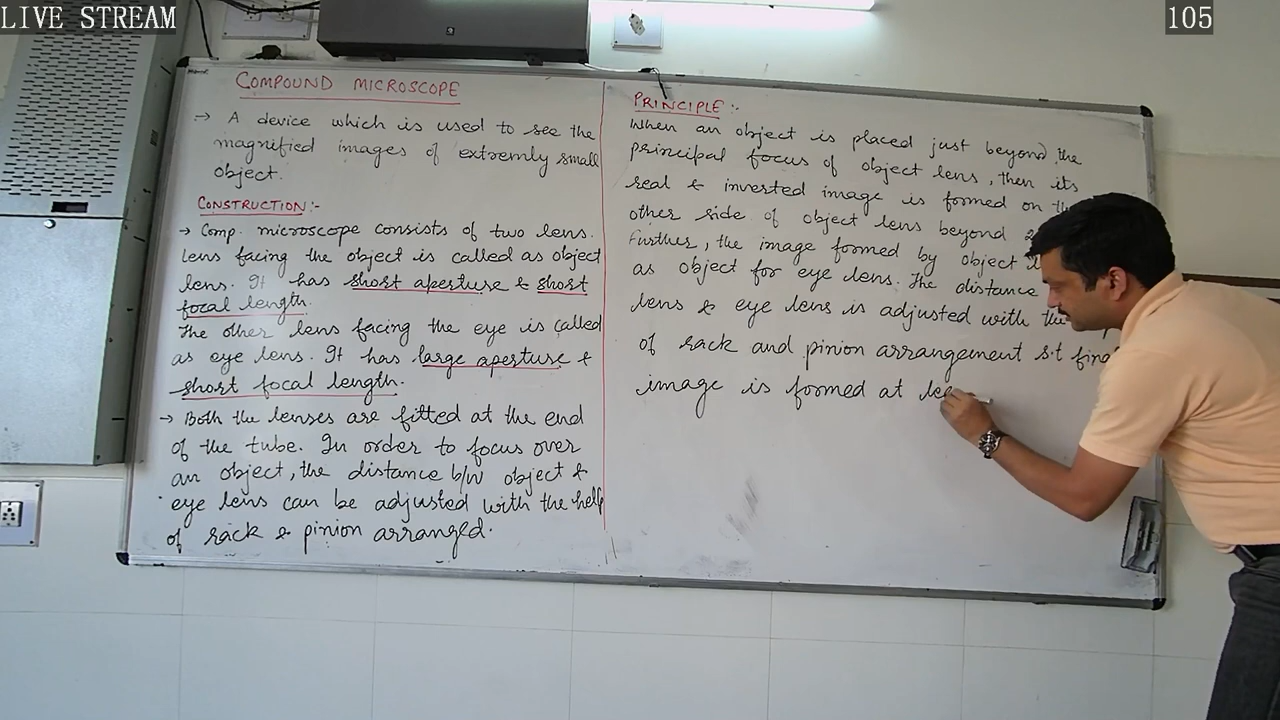 LIVE STREAM
105
COMPOUND MICROSCOPE
→ A device which is used to see the
magnified images of extremly small
object.
CONSTRUCTION:-
→ Comp. microscope consists of two lens.
Lens facing the object is called as object
lens. It has short aperture & short
focal length.
The other lens facing the eye is called
as eye lens. It has large aperture &
short focal length.
→ Both the lenses are fitted at the end
of the tube. In order to focus over
an object, the distance b/w object &
eye lens can be adjusted with the help
of rack & pinion arranged.
PRINCIPLE:-
When an object is placed just beyond the
principal focus of object lens, then its
real & inverted image is formed on
other side of object lens beyond
Further, the image formed by object
as object for eye lens. The distance
lens & eye lens is adjusted with
of rack and pinion arrangement s.t
image is formed at